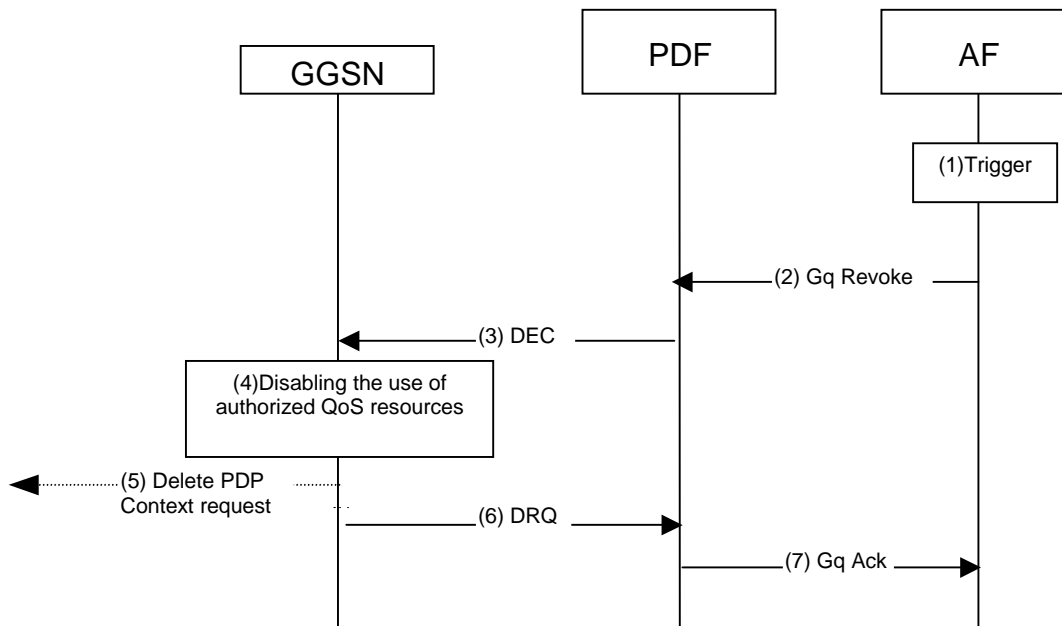 GGSN
PDF
AF
(1)Trigger
(2) Gq Revoke
(3) DEC
(4)Disabling the use of
authorized QoS resources
(5) Delete PDP
Context request
(6) DRQ
(7) Gq Ack